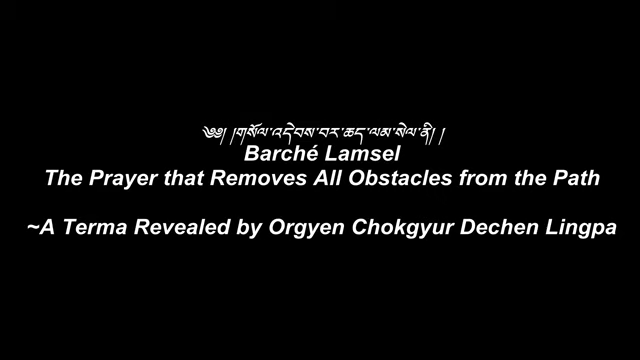 ༄༅། །གསོལ་འདེབས་བར་ཆད་ལམ་སེལ་ནི། །
Barché Lamsel
The Prayer that Removes All Obstacles from the Path
~A Terma Revealed by Orgyen Chokgyur Dechen Lingpa